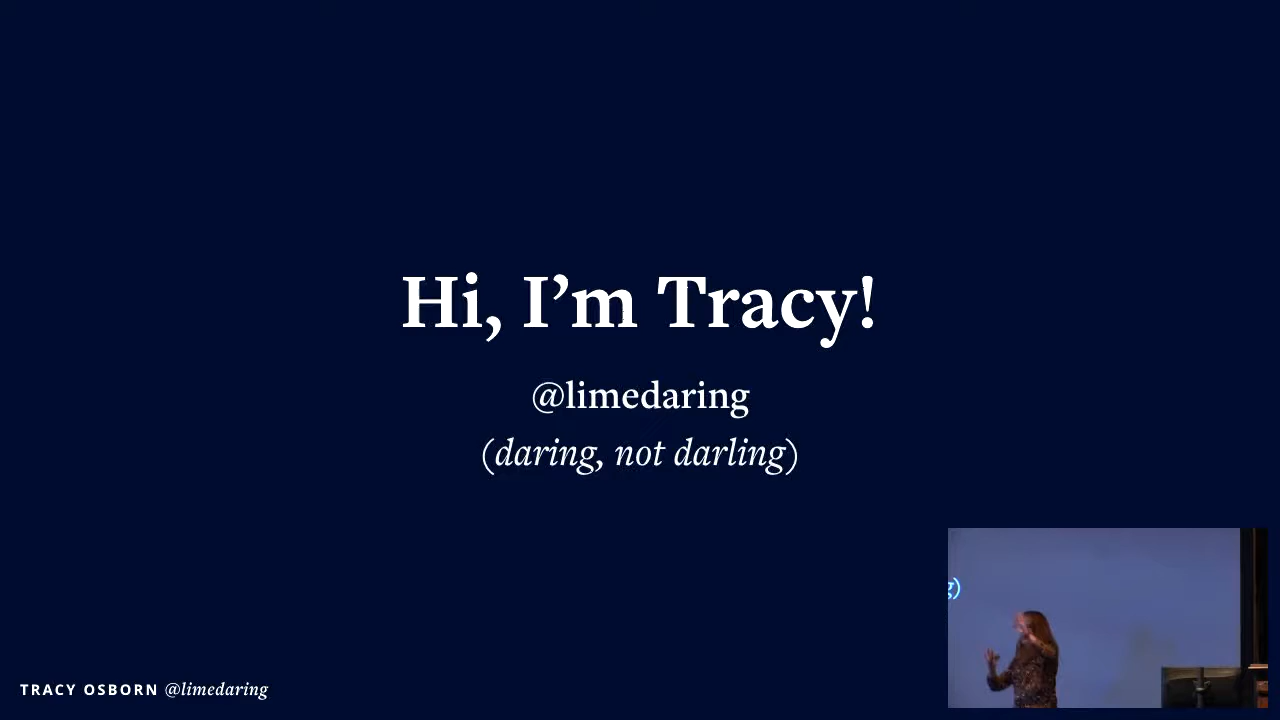 Hi, I’m Tracy!
@limedaring
(daring, not darling)
g)
TRACY OSBORN @limedaring